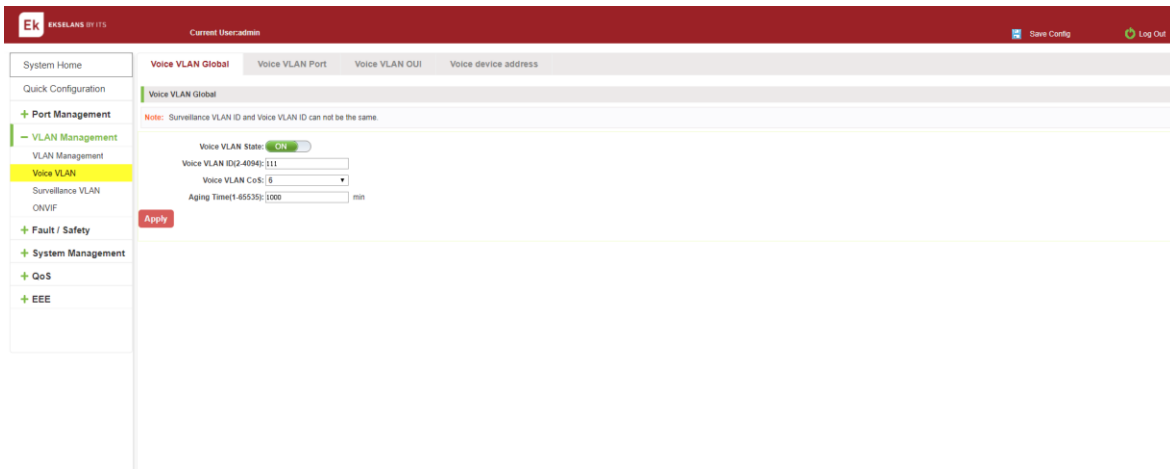 Ek EKSELANS BY ITS
Current User:admin
Save Config
Log Out
System Home
Quick Configuration
+ Port Management
− VLAN Management
VLAN Management
Voice VLAN
Surveillance VLAN
ONVIF
+ Fault / Safety
+ System Management
+ QoS
+ EEE
Voice VLAN Global Voice VLAN Port Voice VLAN OUI Voice device address
Voice VLAN Global
Note: Surveillance VLAN ID and Voice VLAN ID can not be the same.
Voice VLAN State: ON
Voice VLAN ID(2-4094): 111
Voice VLAN CoS: 6
Aging Time(1-65535): 1000 min
Apply